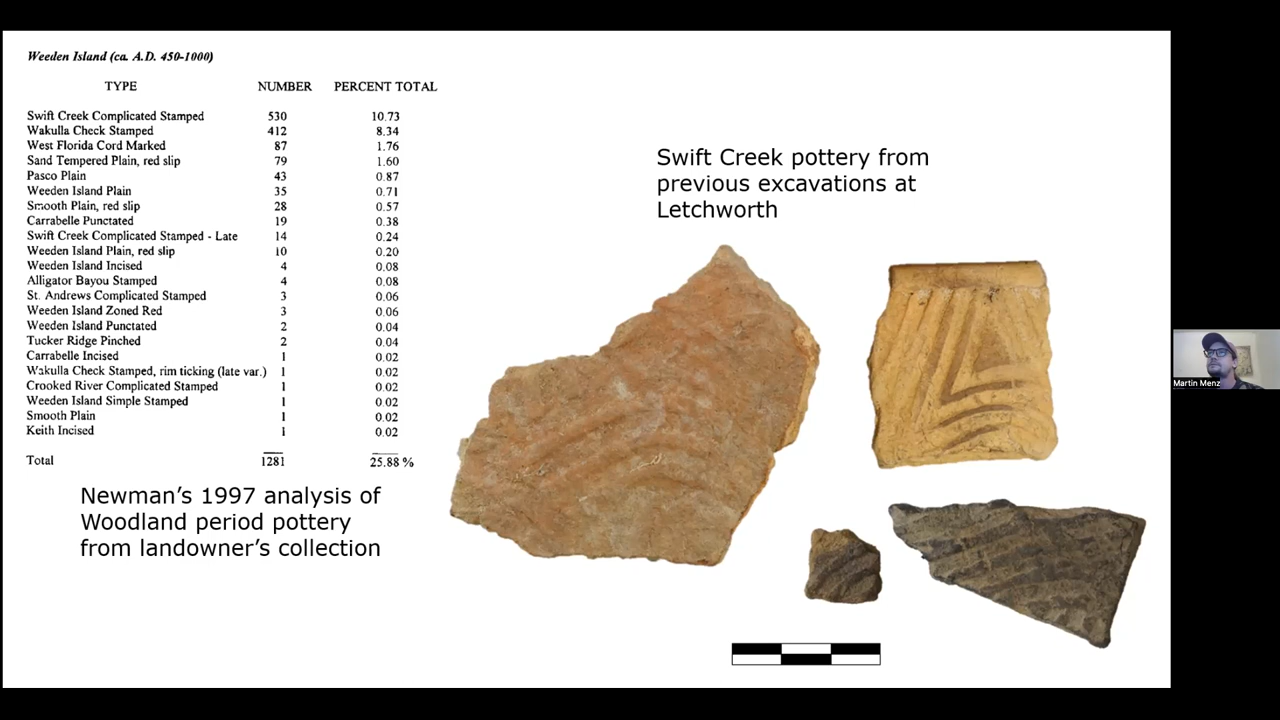 Weeden Island (ca. A.D. 450-1000)
TYPE NUMBER PERCENT TOTAL
Swift Creek Complicated Stamped 530 10.73
Wakulla Check Stamped 412 8.34
West Florida Cord Marked 87 1.76
Sand Tempered Plain, red slip 79 1.60
Pasco Plain 43 0.87
Weeden Island Plain 35 0.71
Smooth Plain, red slip 28 0.57
Carrabelle Punctated 19 0.38
Swift Creek Complicated Stamped - Late 14 0.24
Weeden Island Plain, red slip 10 0.20
Weeden Island Incised 4 0.08
Alligator Bayou Stamped 4 0.08
St. Andrews Complicated Stamped 3 0.06
Weeden Island Zoned Red 3 0.06
Weeden Island Punctated 2 0.04
Tucker Ridge Pinched 2 0.04
Carrabelle Incised 1 0.02
Wakulla Check Stamped, rim ticking (late var.) 1 0.02
Crooked River Complicated Stamped 1 0.02
Weeden Island Simple Stamped 1 0.02
Smooth Plain 1 0.02
Keith Incised 1 0.02
Total 1281 25.88 %
Newman's 1997 analysis of
Woodland period pottery
from landowner's collection
Swift Creek pottery from
previous excavations at
Letchworth
Martin Menz